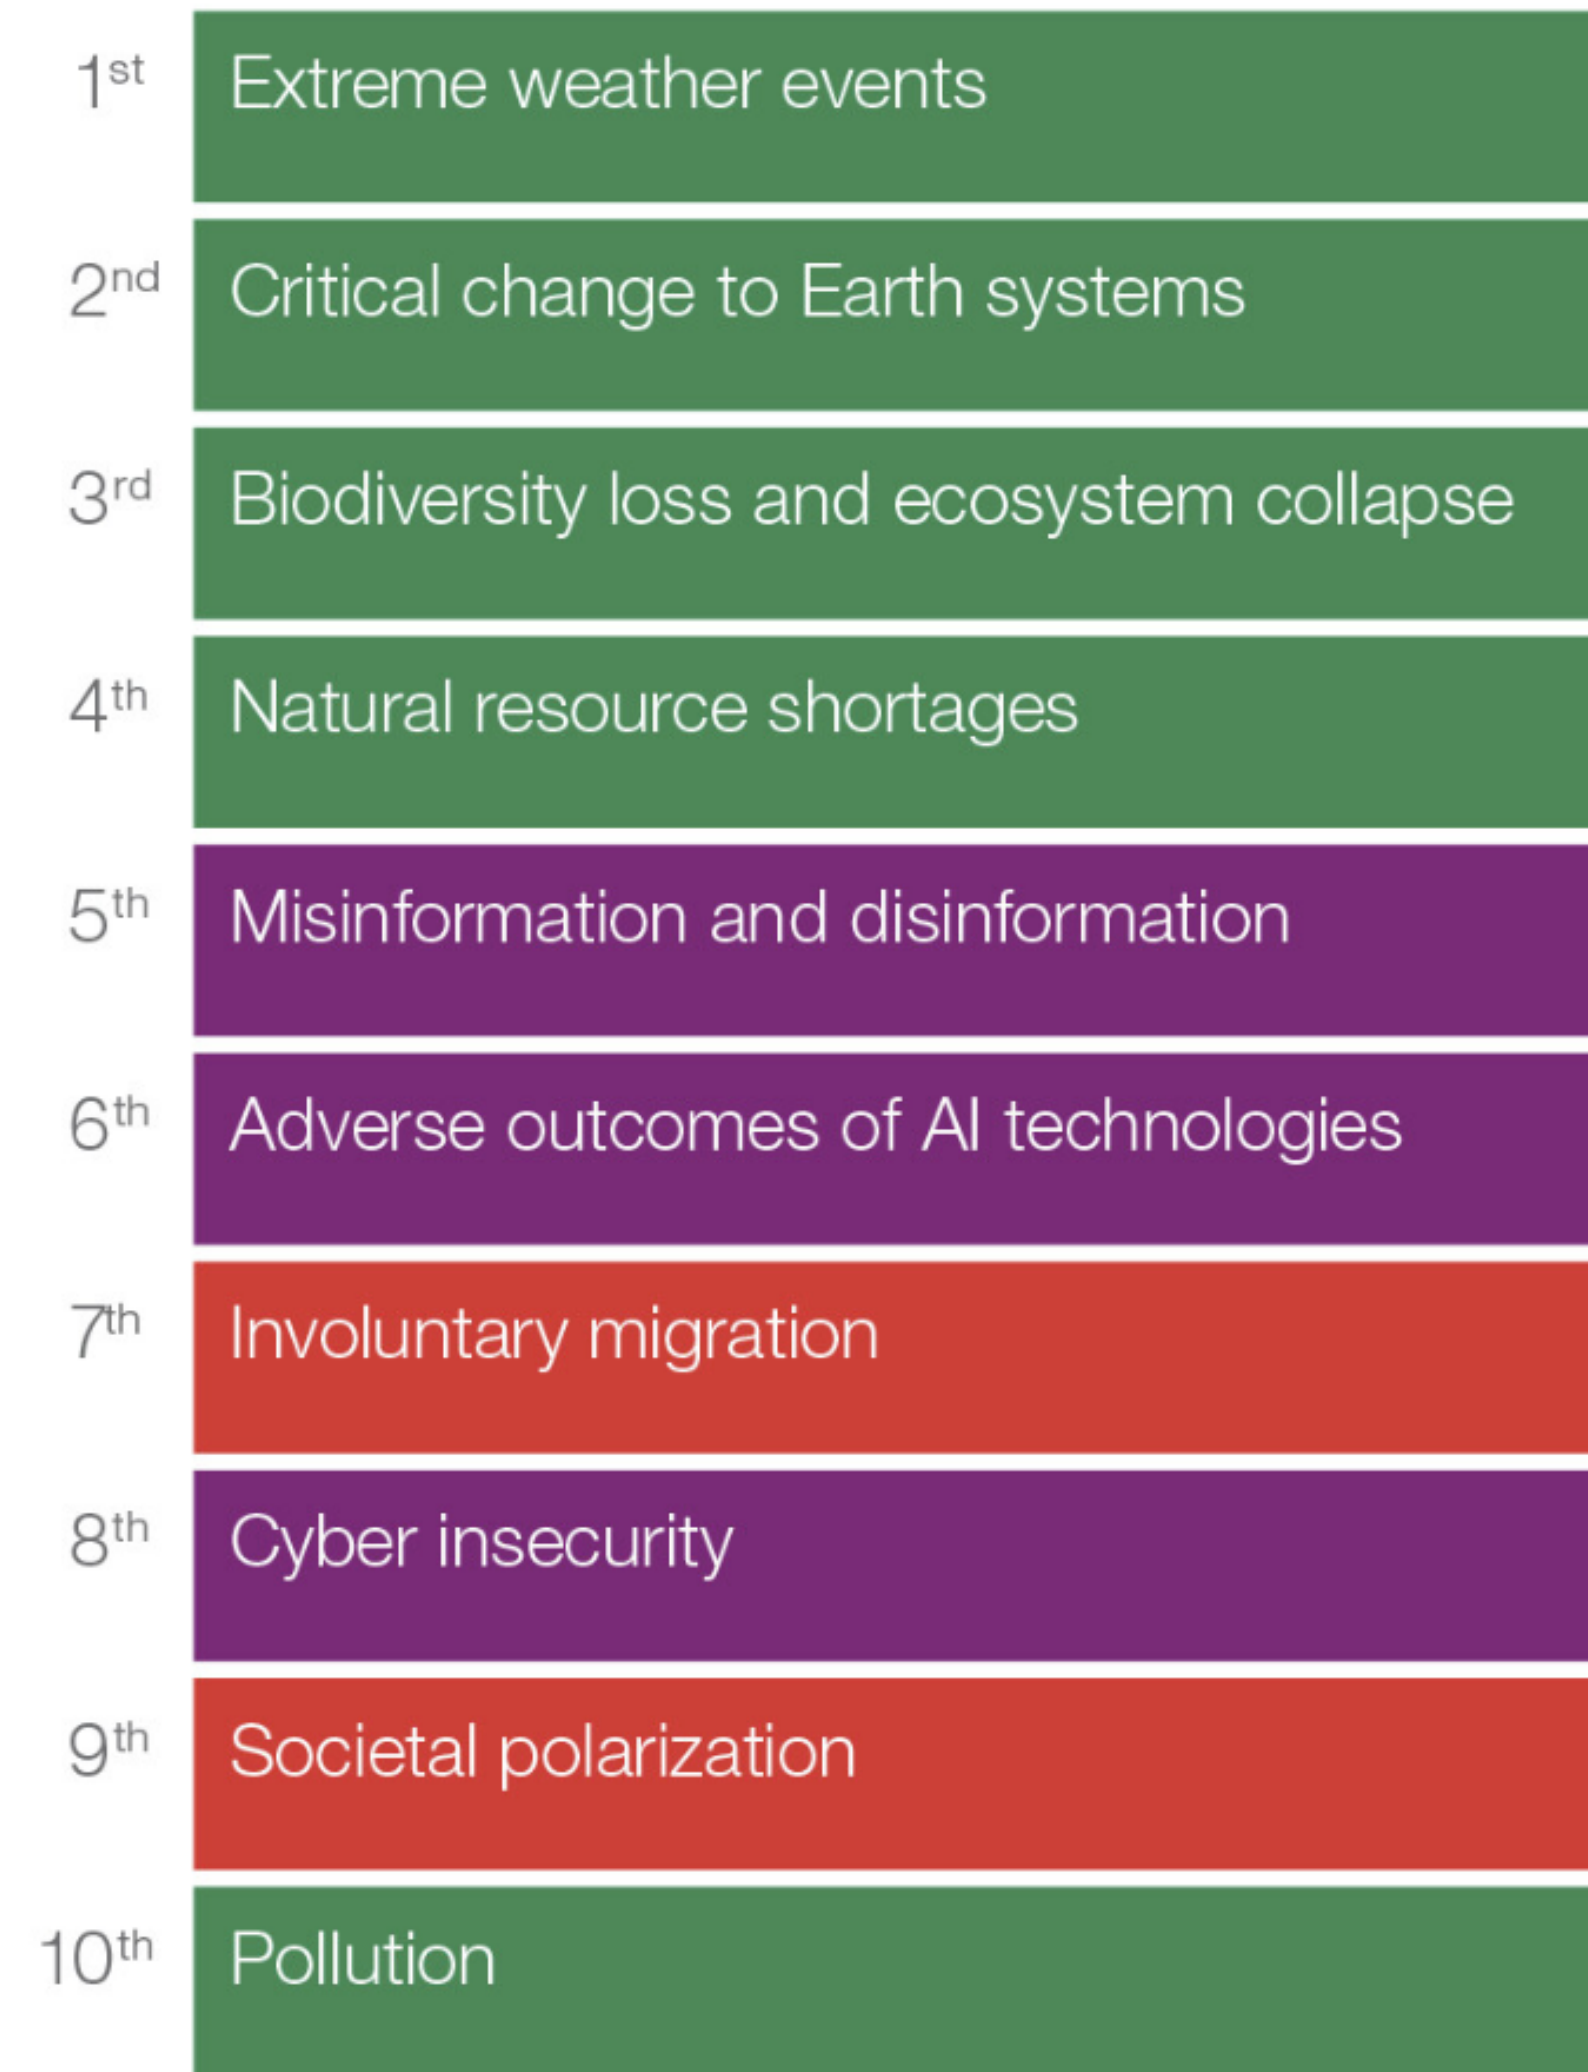 1st Extreme weather events
2nd Critical change to Earth systems
3rd Biodiversity loss and ecosystem collapse
4th Natural resource shortages
5th Misinformation and disinformation
6th Adverse outcomes of AI technologies
7th Involuntary migration
8th Cyber insecurity
9th Societal polarization
10th Pollution